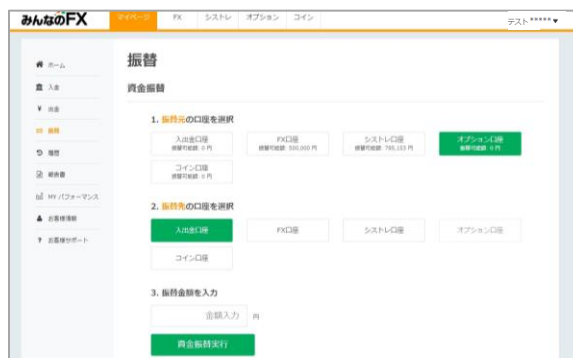 みんなのFX
マイページ FX シストレ オプション コイン
テスト*****▼
ホーム
入金
出金
振替
履歴
報告書
MYパフォーマンス
お客様情報
お客様サポート
振替
資金振替
1. 振替元の口座を選択
入出金口座 FX口座 シストレ口座 オプション口座
振替可能額: 0 円 振替可能額: 500,000 円 振替可能額: 785,153 円 振替可能額: 0 円
コイン口座
振替可能額: 0 円
2. 振替先の口座を選択
入出金口座 FX口座 シストレ口座 オプション口座
コイン口座
3. 振替金額を入力
金額入力 円
資金振替実行